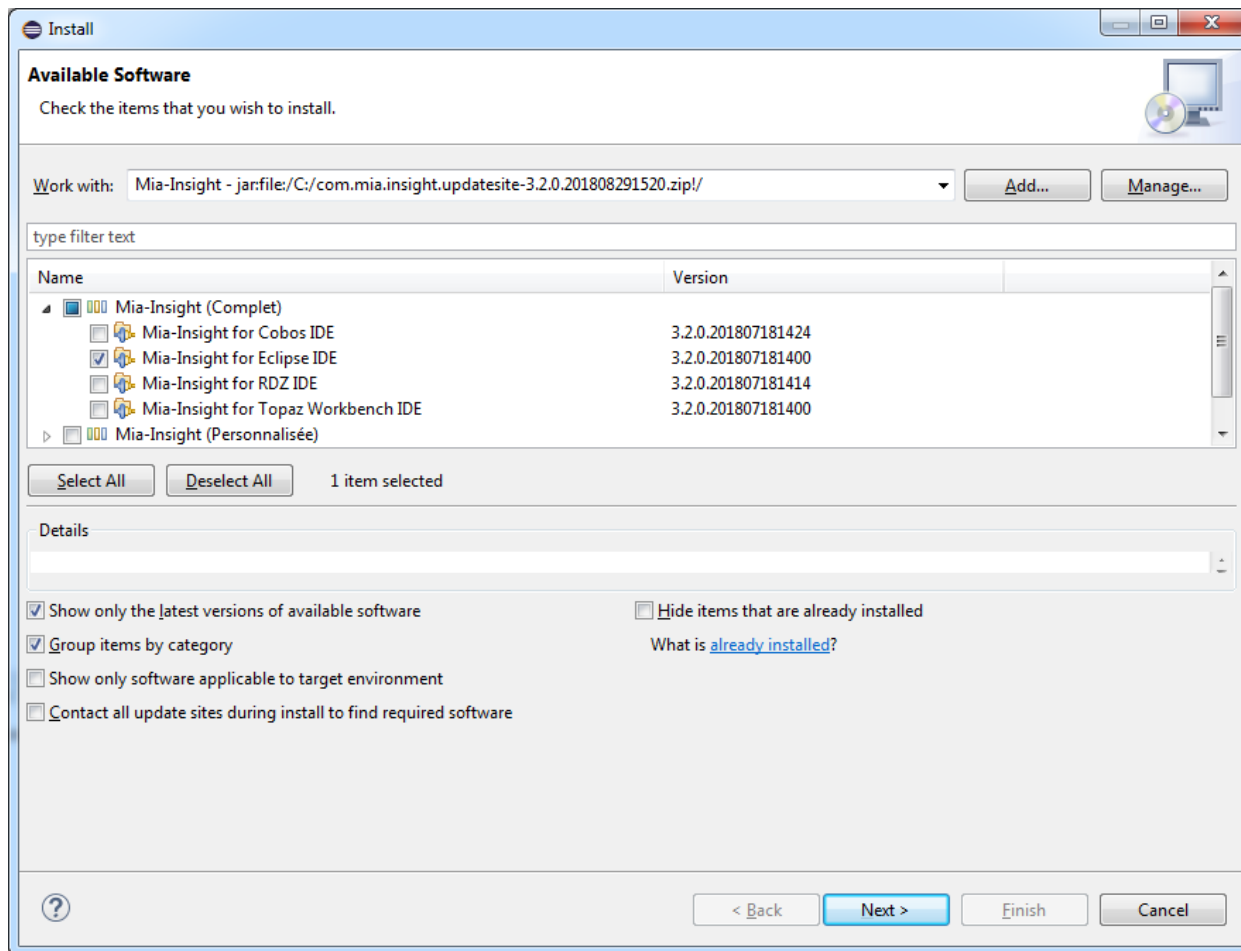 Install
Available Software
Check the items that you wish to install.
Work with: Mia-Insight - jar:file:/C:/com.mia.insight.updatesite-3.2.0.201808291520.zip!/ Add... Manage...
type filter text
Name Version
Mia-Insight (Complet)
Mia-Insight for Cobos IDE 3.2.0.201807181424
Mia-Insight for Eclipse IDE 3.2.0.201807181400
Mia-Insight for RDZ IDE 3.2.0.201807181414
Mia-Insight for Topaz Workbench IDE 3.2.0.201807181400
Mia-Insight (Personnalisée)
Select All Deselect All 1 item selected
Details
Show only the latest versions of available software Hide items that are already installed
Group items by category What is already installed?
Show only software applicable to target environment
Contact all update sites during install to find required software
? < Back Next > Finish Cancel